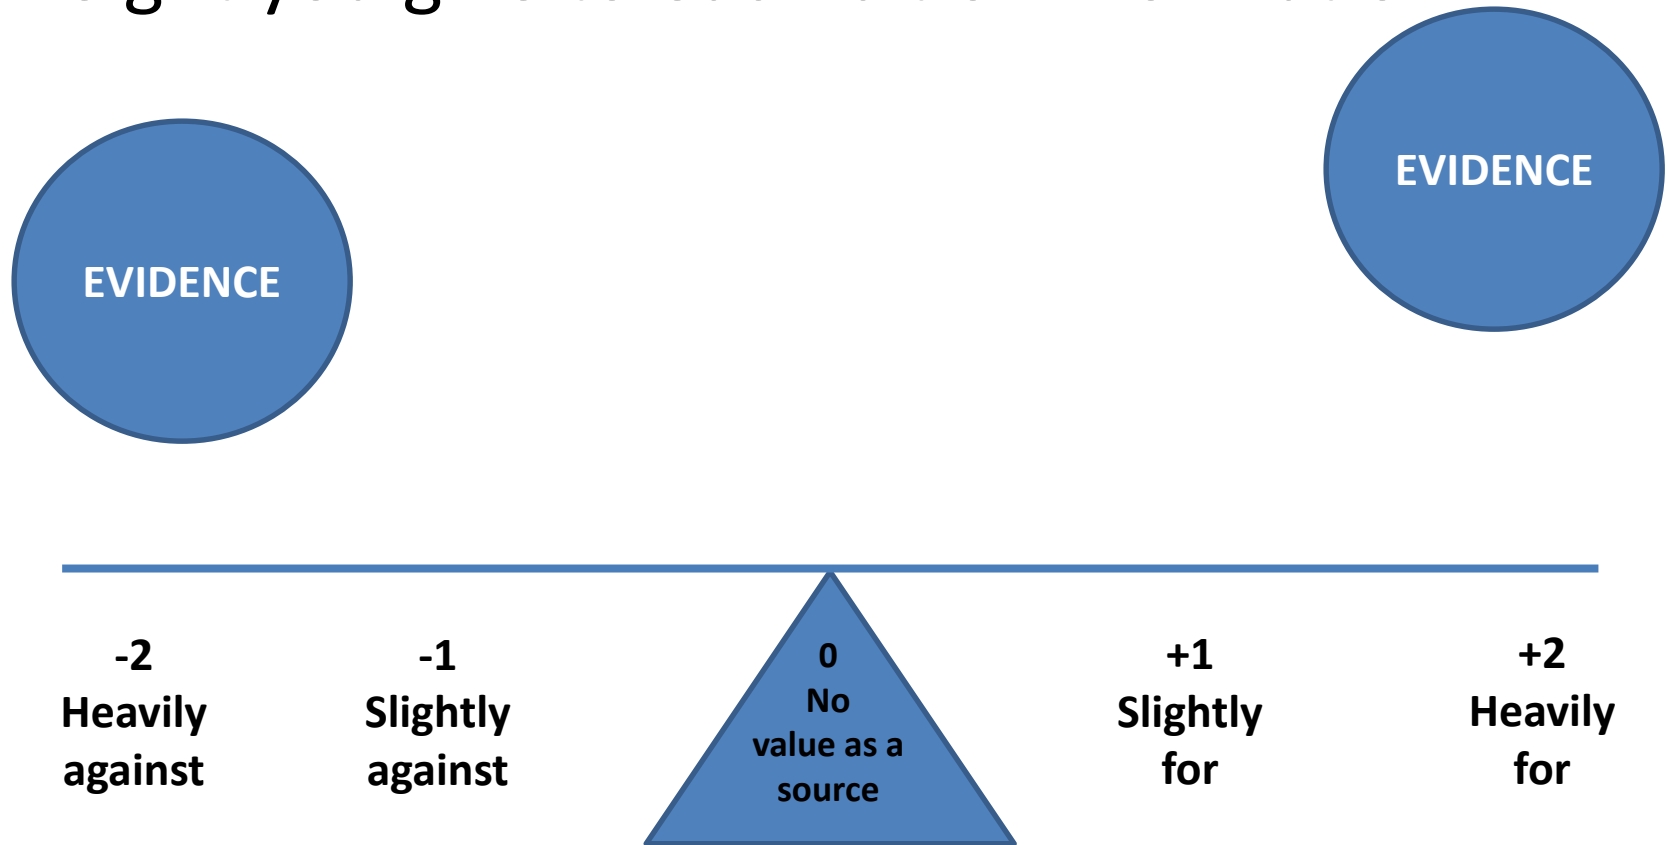 EVIDENCE
EVIDENCE
-2
Heavily
against
-1
Slightly
against
0
No
value as a
source
+1
Slightly
for
+2
Heavily
for